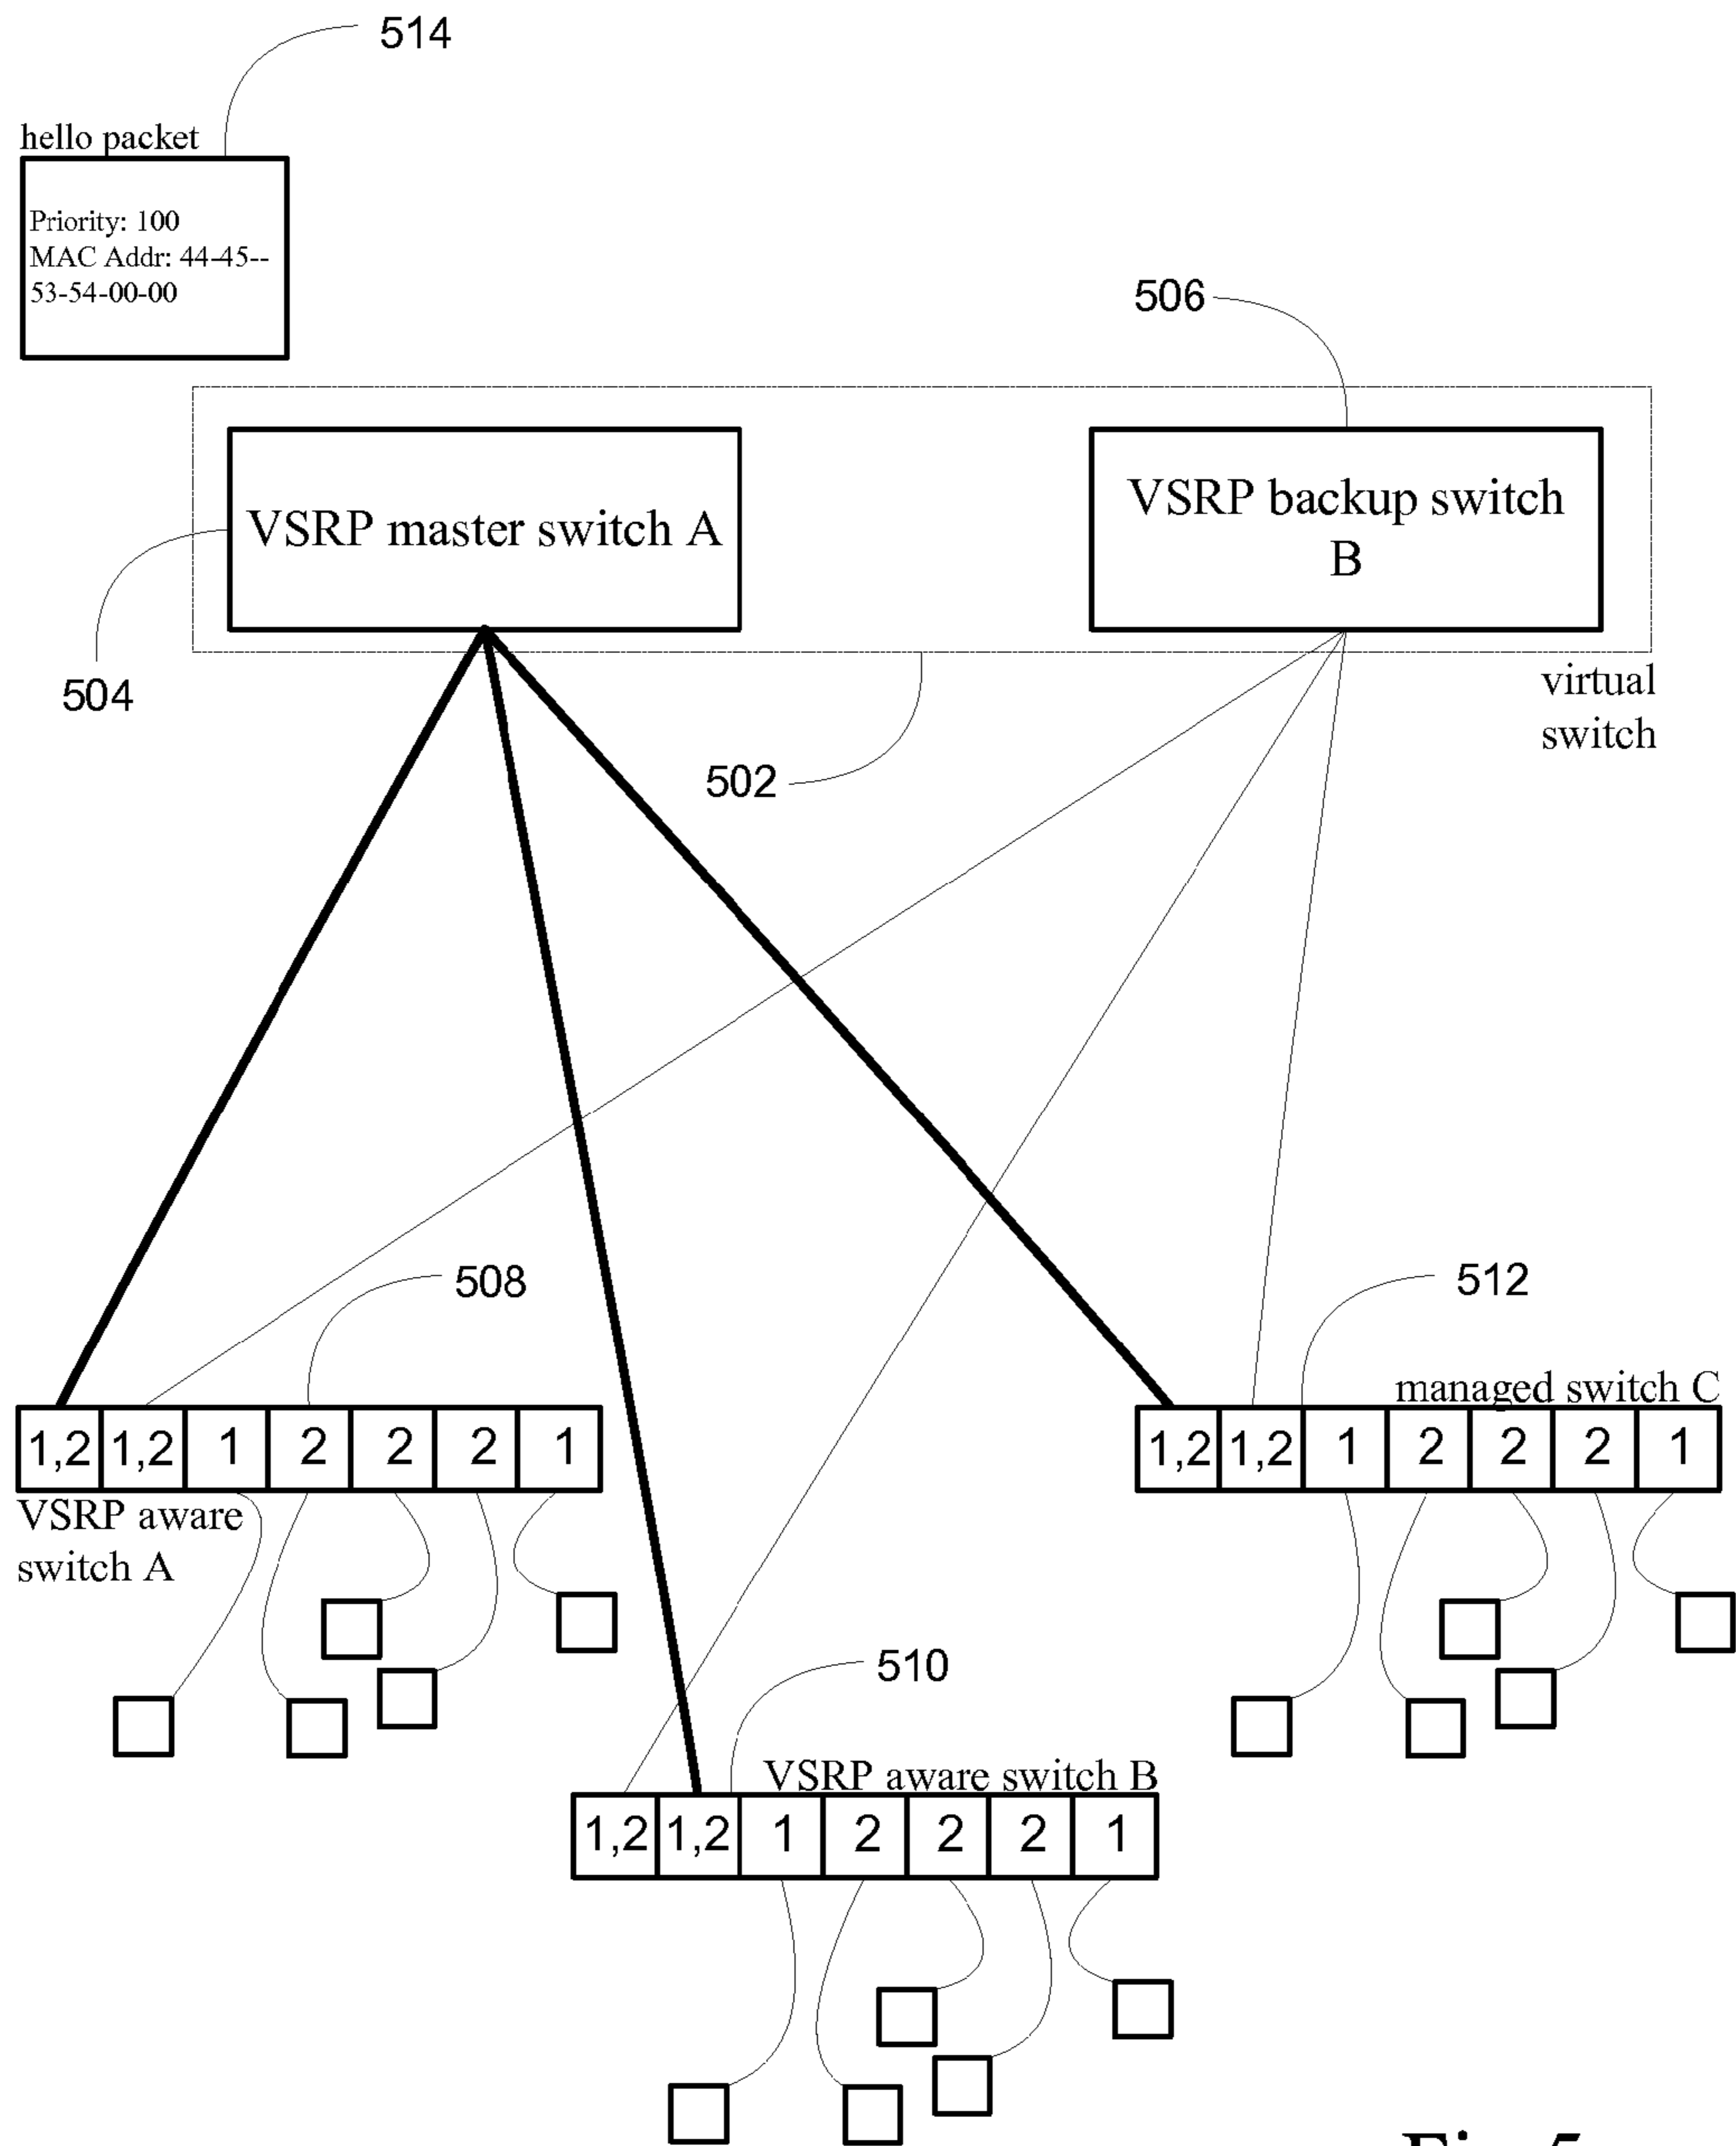 514
hello packet
Priority: 100
MAC Addr: 44-45--
53-54-00-00
506
VSRP master switch A
VSRP backup switch
B
504
virtual
switch
502
508
512
managed switch C
1,2 1,2 1 2 2 2 1
1,2 1,2 1 2 2 2 1
VSRP aware
switch A
510
VSRP aware switch B
1,2 1,2 1 2 2 2 1
Fig 5